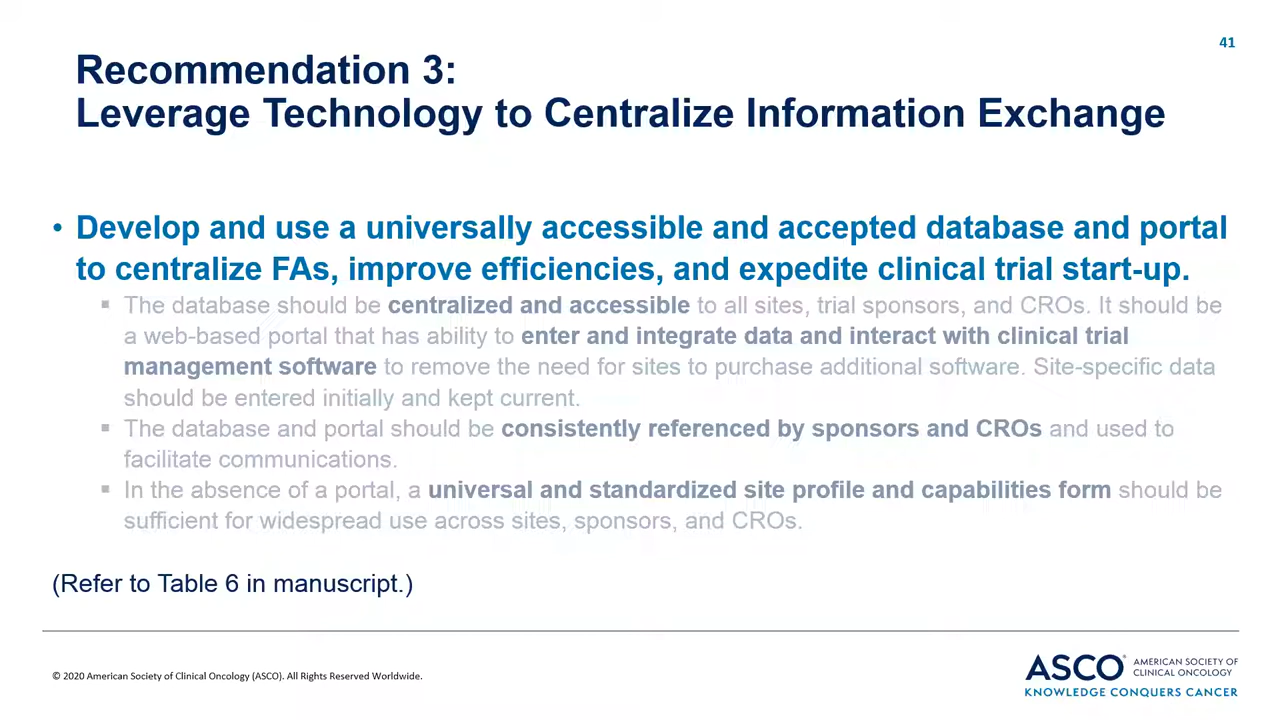 41
Recommendation 3:
Leverage Technology to Centralize Information Exchange
• Develop and use a universally accessible and accepted database and portal
to centralize FAs, improve efficiencies, and expedite clinical trial start-up.
▪ The database should be centralized and accessible to all sites, trial sponsors, and CROs. It should be
a web-based portal that has ability to enter and integrate data and interact with clinical trial
management software to remove the need for sites to purchase additional software. Site-specific data
should be entered initially and kept current.
▪ The database and portal should be consistently referenced by sponsors and CROs and used to
facilitate communications.
▪ In the absence of a portal, a universal and standardized site profile and capabilities form should be
sufficient for widespread use across sites, sponsors, and CROs.
(Refer to Table 6 in manuscript.)
© 2020 American Society of Clinical Oncology (ASCO). All Rights Reserved Worldwide.
ASCO® AMERICAN SOCIETY OF
CLINICAL ONCOLOGY
KNOWLEDGE CONQUERS CANCER